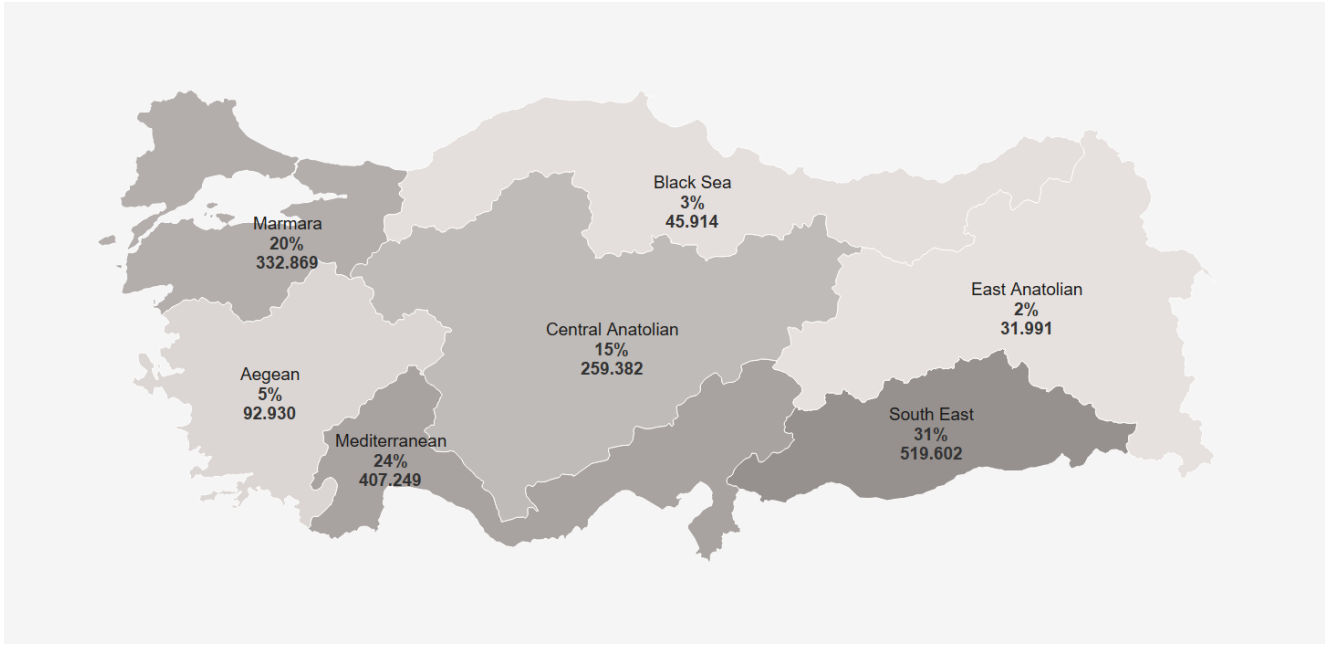 Black Sea
3%
45.914
Marmara
20%
332.869
East Anatolian
2%
31.991
Central Anatolian
15%
259.382
Aegean
5%
92.930
South East
31%
519.602
Mediterranean
24%
407.249